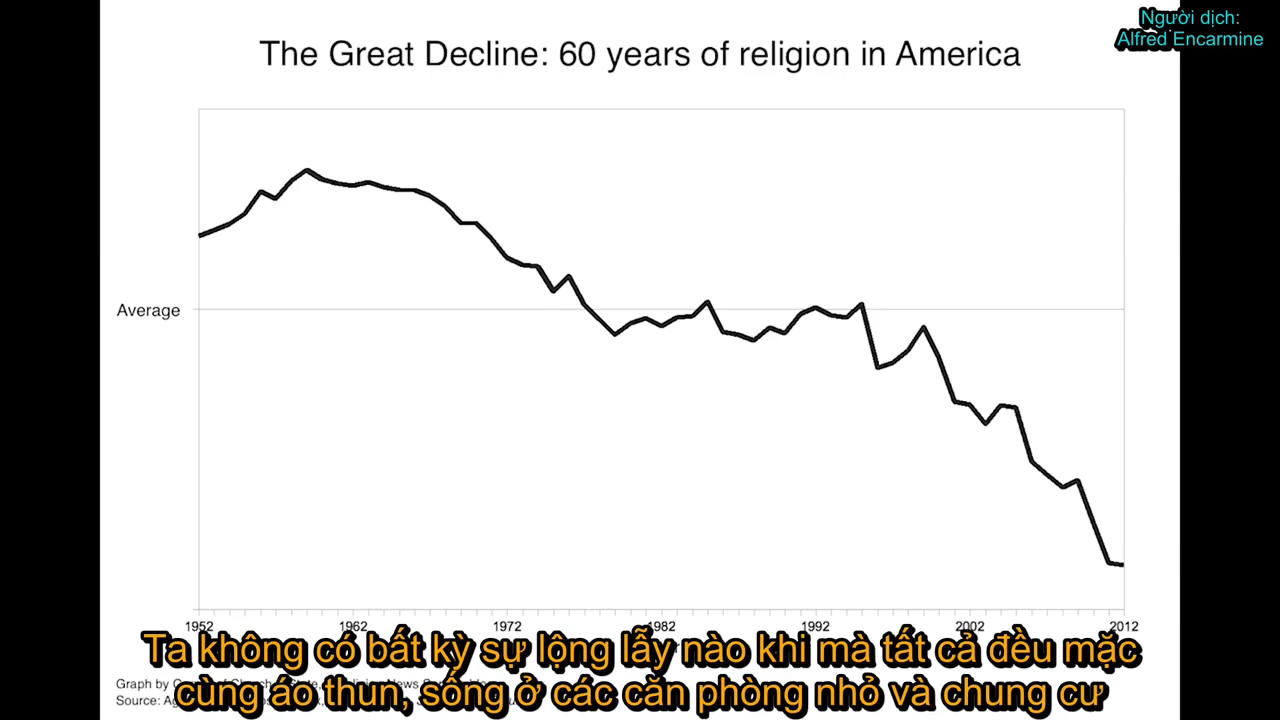 Người dịch:
Alfred Encarmine
The Great Decline: 60 years of religion in America
Average
1952 1962 1972 1982 1992 2002 2012
Ta không có bất kỳ sự lộng lẫy nào khi mà tất cả đều mặc
cùng áo thun, sống ở các căn phòng nhỏ và chung cư
Graph by
Source: